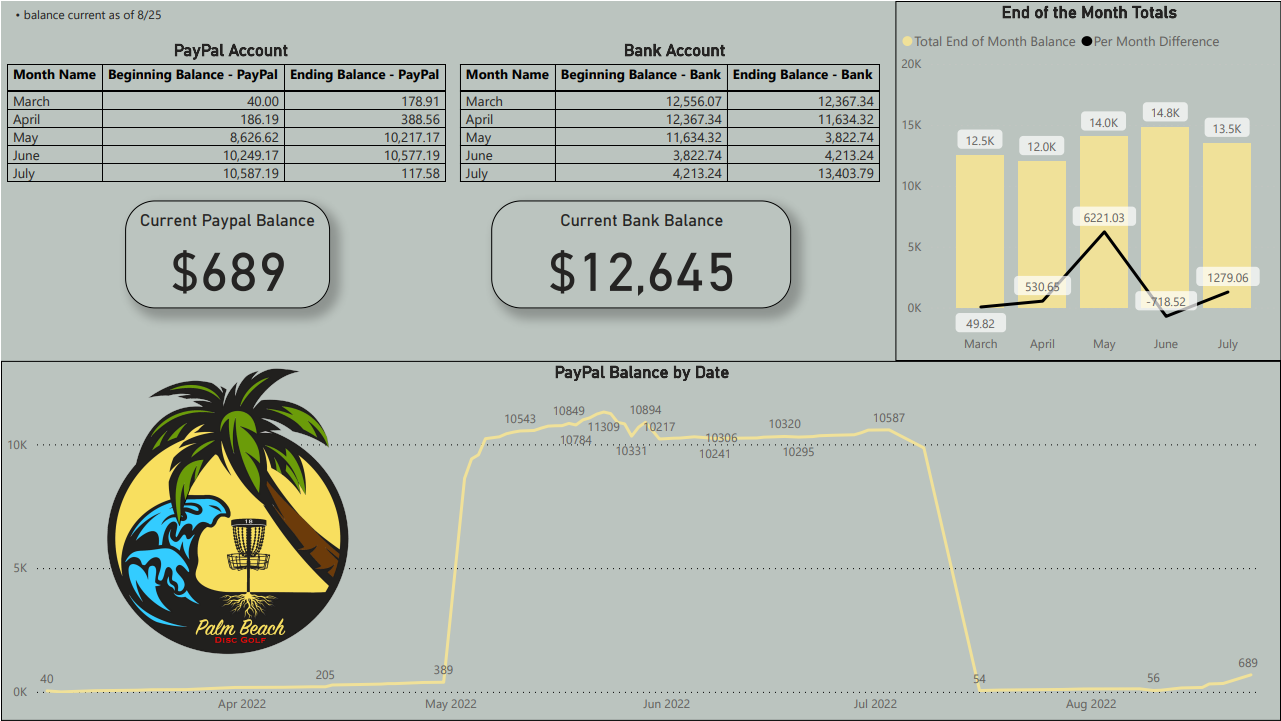 • balance current as of 8/25
PayPal Account
Month Name Beginning Balance - PayPal Ending Balance - PayPal
March 40.00 178.91
April 186.19 388.56
May 8,626.62 10,217.17
June 10,249.17 10,577.19
July 10,587.19 117.58
Bank Account
Month Name Beginning Balance - Bank Ending Balance - Bank
March 12,556.07 12,367.34
April 12,367.34 11,634.32
May 11,634.32 3,822.74
June 3,822.74 4,213.24
July 4,213.24 13,403.79
Current Paypal Balance
$689
Current Bank Balance
$12,645
End of the Month Totals
Total End of Month Balance Per Month Difference
20K
15K
10K
5K
0K
12.5K 12.0K 14.0K 14.8K 13.5K
49.82 530.65 6221.03 -718.52 1279.06
March April May June July
PayPal Balance by Date
10K
5K
0K
40 205 389 10543 10849 10784 11309 10331 10894 10217 10306 10241 10320 10295 10587 54 56 689
Apr 2022 May 2022 Jun 2022 Jul 2022 Aug 2022
18
Palm Beach
DISC GOLF